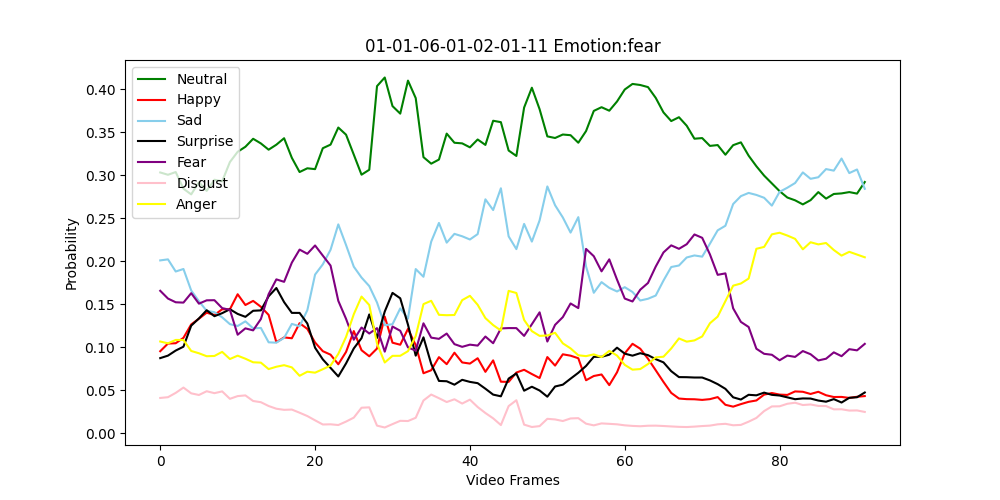 01-01-06-01-02-01-11 Emotion:fear
Probability
0.40
0.35
0.30
0.25
0.20
0.15
0.10
0.05
0.00
Neutral
Happy
Sad
Surprise
Fear
Disgust
Anger
0
20
40
60
80
Video Frames